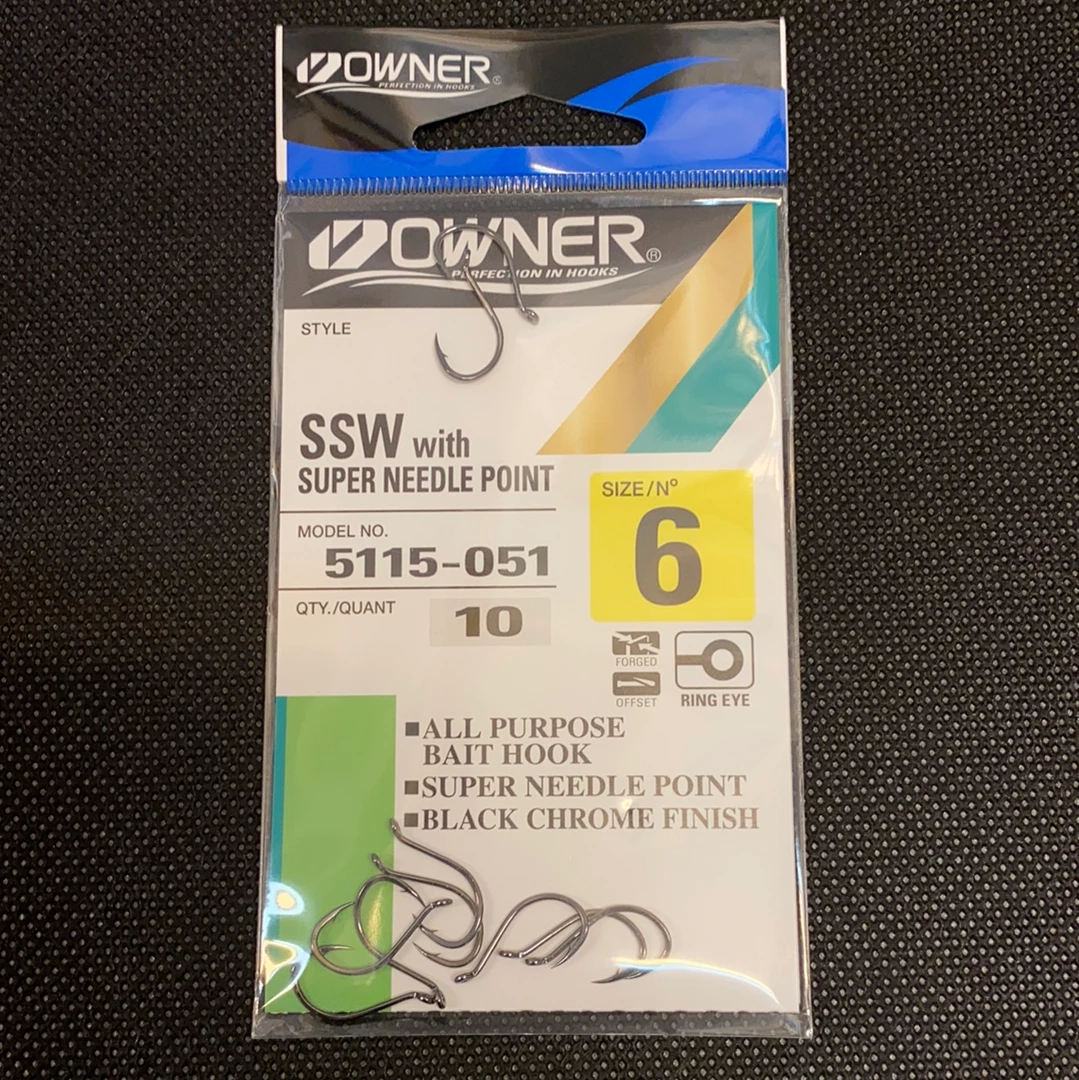 OWNER®
PERFECTION IN HOOKS
OWNER®
PERFECTION IN HOOKS
STYLE
SSW with
SUPER NEEDLE POINT
MODEL NO.
5115-051
QTY./QUANT 10
SIZE/Nº
6
FORGED
OFFSET
RING EYE
■ALL PURPOSE
BAIT HOOK
■SUPER NEEDLE POINT
■BLACK CHROME FINISH